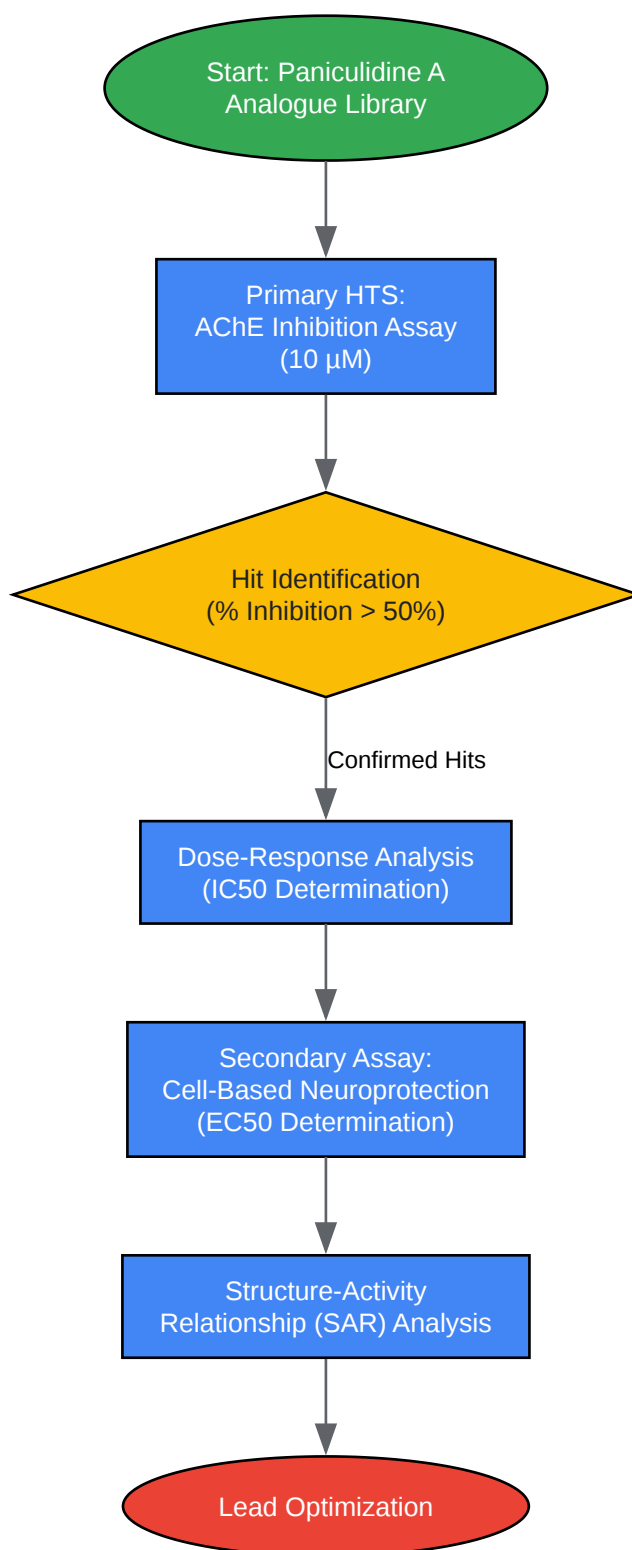 Start: Paniculidine A
Analogue Library
Primary HTS:
AChE Inhibition Assay
(10 µM)
Hit Identification
(% Inhibition > 50%)
Confirmed Hits
Dose-Response Analysis
(IC50 Determination)
Secondary Assay:
Cell-Based Neuroprotection
(EC50 Determination)
Structure-Activity
Relationship (SAR) Analysis
Lead Optimization